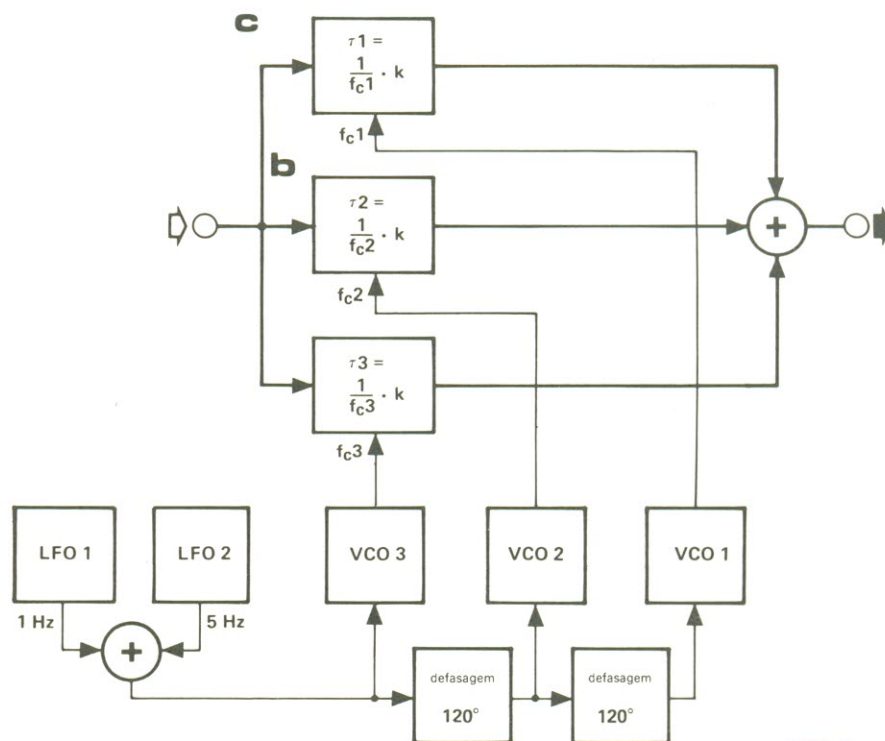 c
τ1 =
1
fc1 · k
fc1
b
τ2 =
1
fc2 · k
+
fc2
τ3 =
1
fc3 · k
fc3
LFO 1
LFO 2
VCO 3
VCO 2
VCO 1
1 Hz
5 Hz
+
defasagem
120°
defasagem
120°